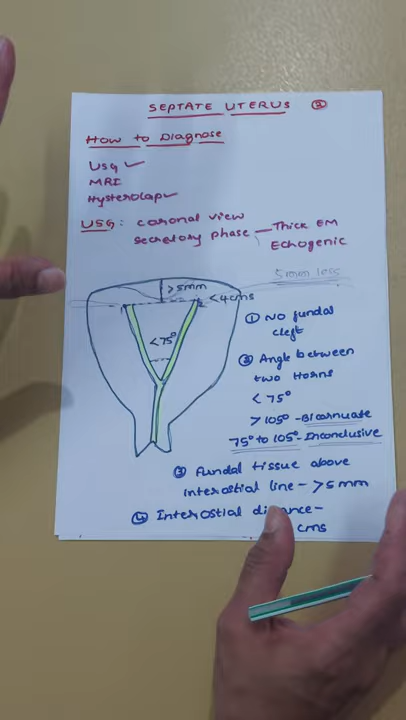 SEPTATE UTERUS ②
How to Diagnose
USG ✓
MRI
Hysterolap ✓
USG: coronal view
secretory phase — Thick EM
Echogenic
5mm less
>5mm
<4cms
<75°
① No fundal
cleft
② Angle between
two Horns
<75°
>105° - Bicornuate
75° to 105° - Inconclusive
③ Fundal tissue above
Interostial line - >5mm
④ Interostial distance -
cms